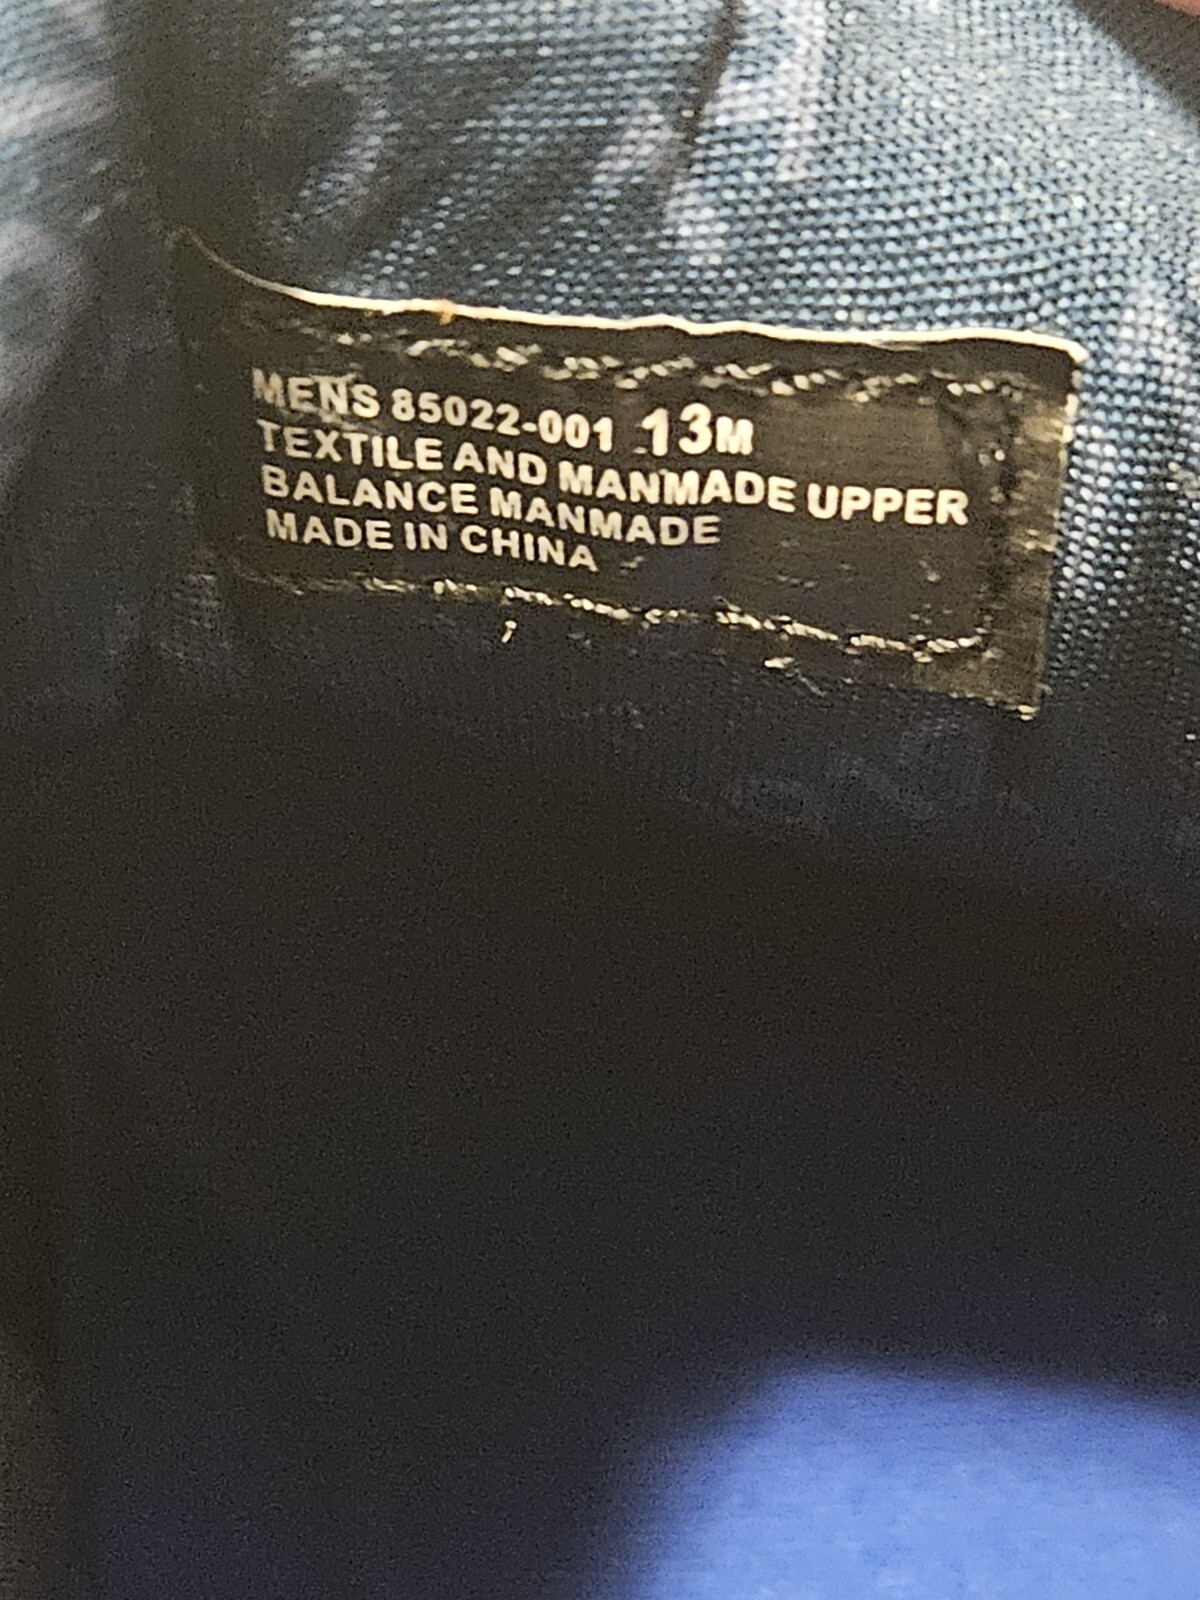 MENS 85022-001 13M
TEXTILE AND MANMADE UPPER
BALANCE MANMADE
MADE IN CHINA